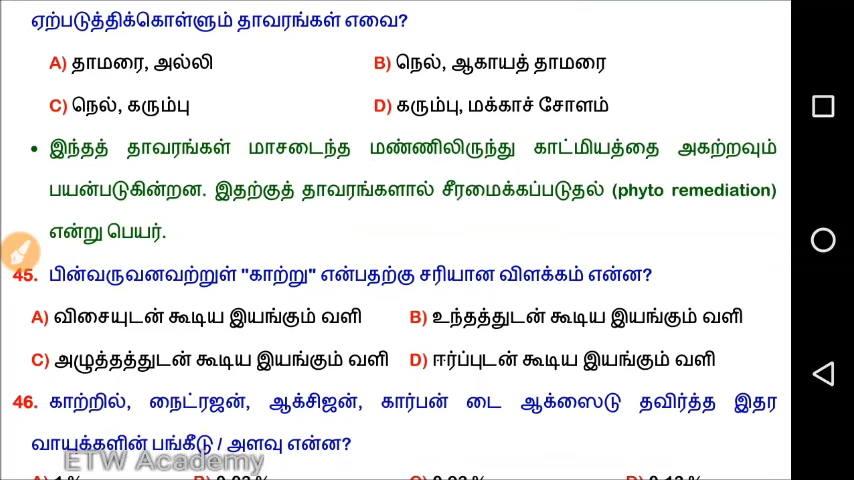 ஏற்படுத்திக்கொள்ளும் தாவரங்கள் எவை?
A) தாமரை, அல்லி B) நெல், ஆகாயத் தாமரை
C) நெல், கரும்பு D) கரும்பு, மக்காச் சோளம்
• இந்தத் தாவரங்கள் மாசடைந்த மண்ணிலிருந்து காட்மியத்தை அகற்றவும்
பயன்படுகின்றன. இதற்குத் தாவரங்களால் சீரமைக்கப்படுதல் (phyto remediation)
என்று பெயர்.
45. பின்வருவனவற்றுள் "காற்று" என்பதற்கு சரியான விளக்கம் என்ன?
A) விசையுடன் கூடிய இயங்கும் வளி B) உந்தத்துடன் கூடிய இயங்கும் வளி
C) அழுத்தத்துடன் கூடிய இயங்கும் வளி D) ஈர்ப்புடன் கூடிய இயங்கும் வளி
46. காற்றில், நைட்ரஜன், ஆக்சிஜன், கார்பன் டை ஆக்ஸைடு தவிர்த்த இதர
வாயுக்களின் பங்கீடு / அளவு என்ன?
ETW Academy